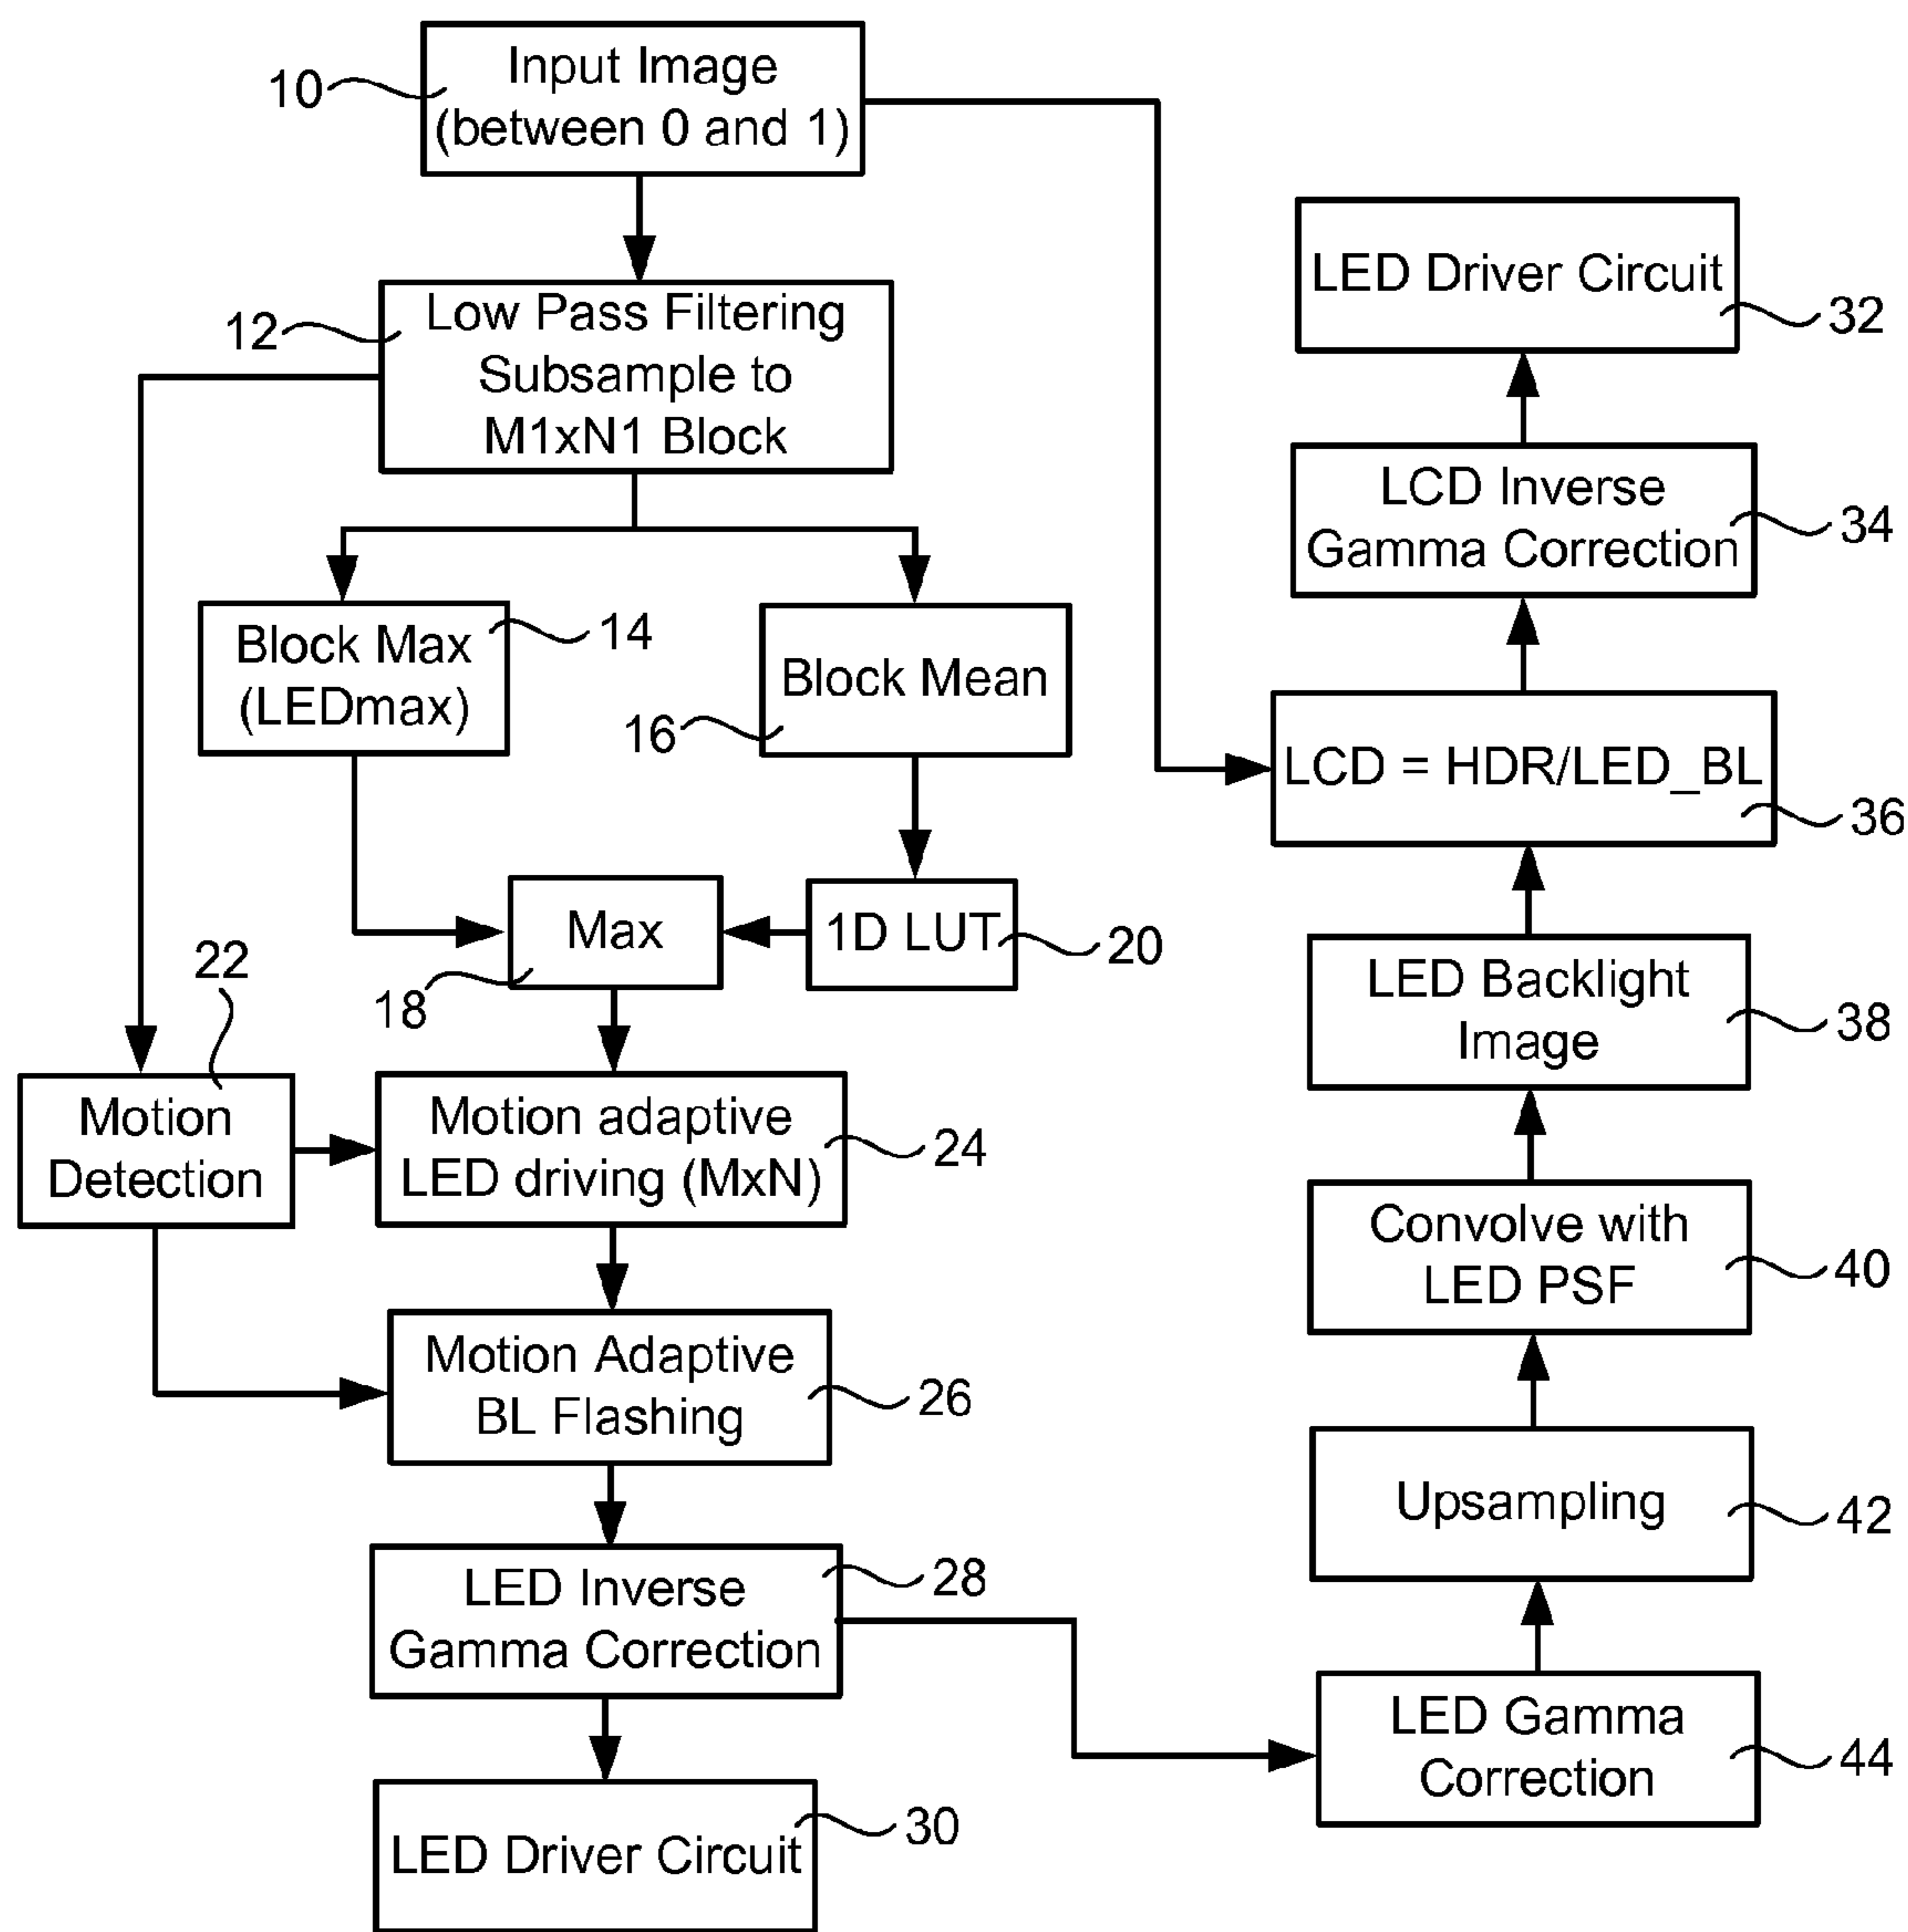 Input Image
(between 0 and 1)
10
Low Pass Filtering
Subsample to
M1xN1 Block
12
Block Max
(LEDmax)
14
Block Mean
16
Max
18
1D LUT
20
22
Motion
Detection
Motion adaptive
LED driving (MxN)
24
Motion Adaptive
BL Flashing
26
LED Inverse
Gamma Correction
28
LED Driver Circuit
30
LED Driver Circuit
32
LCD Inverse
Gamma Correction
34
LCD = HDR/LED_BL
36
LED Backlight
Image
38
Convolve with
LED PSF
40
Upsampling
42
LED Gamma
Correction
44